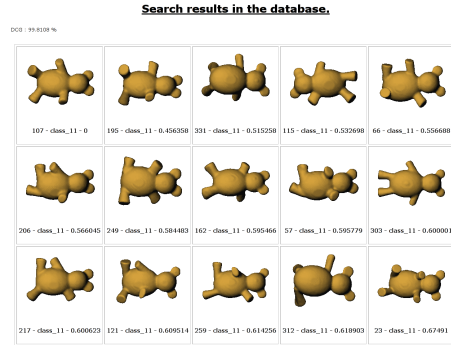 Search results in the database.
DCG : 99.8108 %
107 - class_11 - 0
195 - class_11 - 0.456358
331 - class_11 - 0.515258
115 - class_11 - 0.532698
66 - class_11 - 0.556688
206 - class_11 - 0.566045
249 - class_11 - 0.584483
162 - class_11 - 0.595466
57 - class_11 - 0.595779
303 - class_11 - 0.600001
217 - class_11 - 0.600623
121 - class_11 - 0.609514
259 - class_11 - 0.614256
312 - class_11 - 0.618903
23 - class_11 - 0.67491